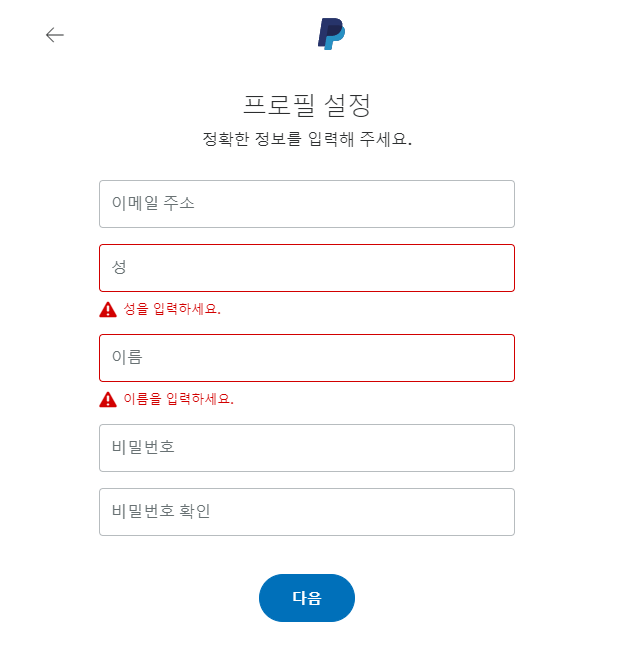 프로필 설정
정확한 정보를 입력해 주세요.
이메일 주소
성
성을 입력하세요.
이름
이름을 입력하세요.
비밀번호
비밀번호 확인
다음